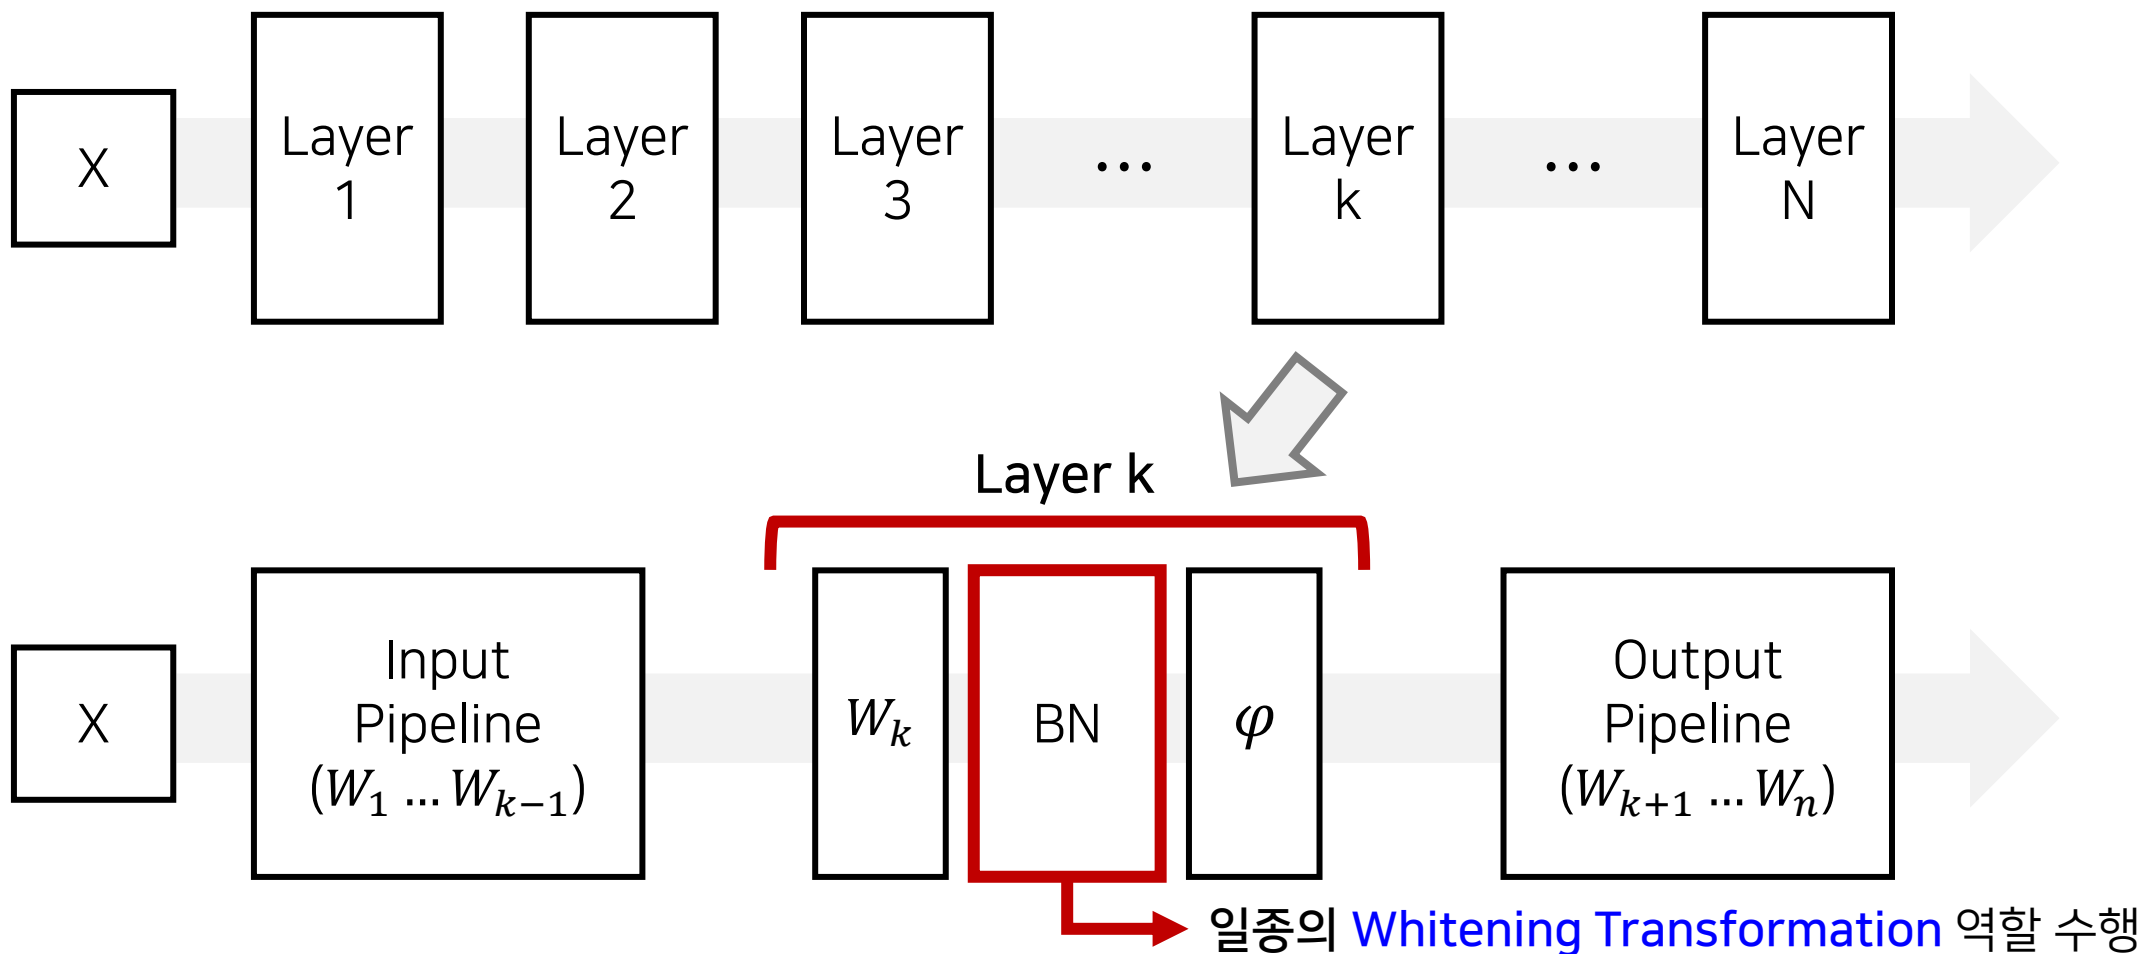 X
Layer
1
Layer
2
Layer
3
...
Layer
k
...
Layer
N
Layer k
X
Input
Pipeline
(W₁ ... Wₖ₋₁)
Wₖ
BN
φ
Output
Pipeline
(Wₖ₊₁ ... Wₙ)
일종의 Whitening Transformation 역할 수행